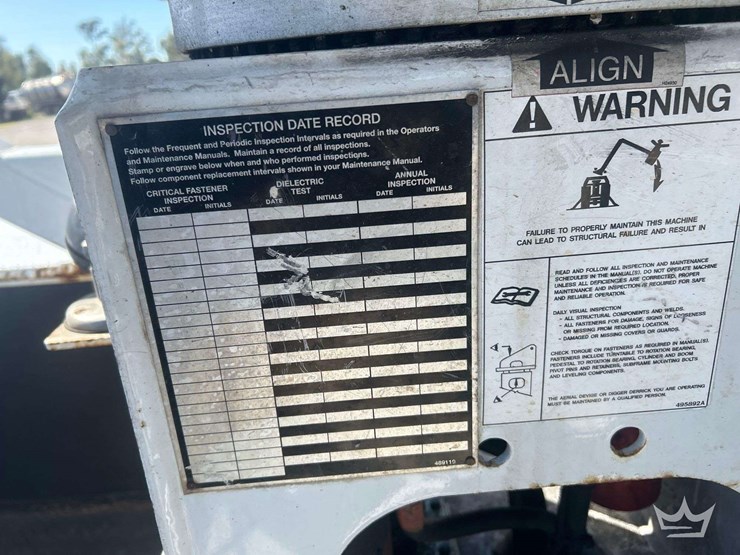 INSPECTION DATE RECORD
Follow the Frequent and Periodic Inspection Intervals as required in the Operators
and Maintenance Manuals. Maintain a record of all inspections.
Stamp or engrave below when and who performed inspections.
Follow component replacement intervals shown in your Maintenance Manual.
CRITICAL FASTENER
INSPECTION
DATE INITIALS
DIELECTRIC
TEST
DATE INITIALS
ANNUAL
INSPECTION
DATE INITIALS
489110
ALIGN
WARNING
FAILURE TO PROPERLY MAINTAIN THIS MACHINE
CAN LEAD TO STRUCTURAL FAILURE AND RESULT IN
READ AND FOLLOW ALL INSPECTION AND MAINTENANCE
SCHEDULES IN THE MANUAL(S). DO NOT OPERATE MACHINE
UNLESS ALL DEFICIENCIES ARE CORRECTED. PROPER
MAINTENANCE AND INSPECTION IS REQUIRED FOR SAFE
AND RELIABLE OPERATION.
DAILY VISUAL INSPECTION
- ALL STRUCTURAL COMPONENTS AND WELDS.
- ALL FASTENERS FOR DAMAGE, SIGNS OF LOOSENESS
OR MISSING FROM REQUIRED LOCATION.
- DAMAGED OR MISSING COVERS OR GUARDS.
CHECK TORQUE ON FASTENERS AS REQUIRED IN MANUAL(S).
FASTENERS INCLUDE TURNTABLE TO ROTATION BEARING,
PEDESTAL TO ROTATION BEARING, CYLINDER AND BOOM
PIVOT PINS AND RETAINERS, SUBFRAME MOUNTING BOLTS
AND LEVELING COMPONENTS.
THE AERIAL DEVICE OR DIGGER DERRICK YOU ARE OPERATING
MUST BE MAINTAINED BY A QUALIFIED PERSON.
495892A